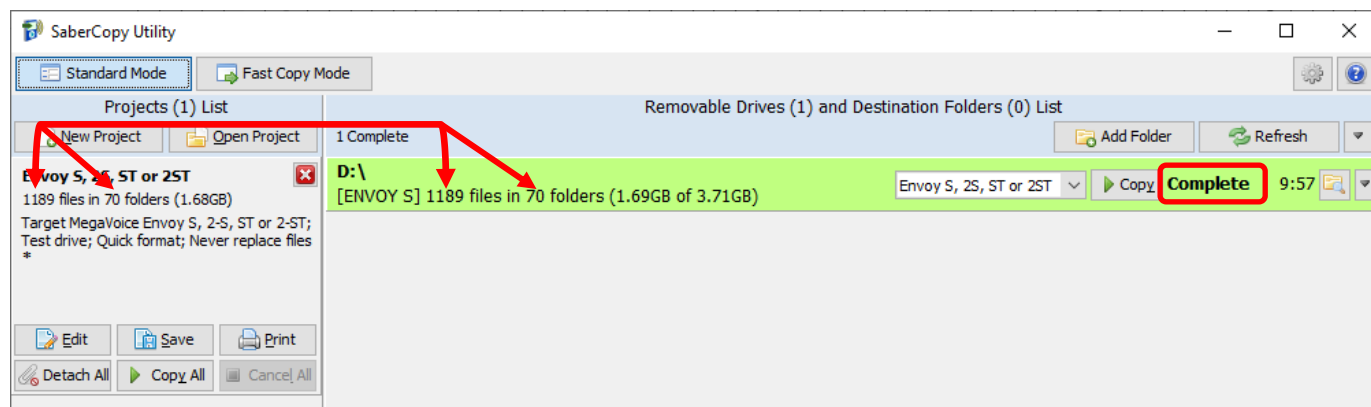 SaberCopy Utility
Standard Mode
Fast Copy Mode
Projects (1) List
Removable Drives (1) and Destination Folders (0) List
New Project
Open Project
1 Complete
Add Folder
Refresh
Envoy S, 2S, ST or 2ST
1189 files in 70 folders (1.68GB)
Target MegaVoice Envoy S, 2-S, ST or 2-ST;
Test drive; Quick format; Never replace files
*
D:\
[ENVOY S] 1189 files in 70 folders (1.69GB of 3.71GB)
Envoy S, 2S, ST or 2ST
Copy
Complete
9:57
Edit
Save
Print
Detach All
Copy All
Cancel All